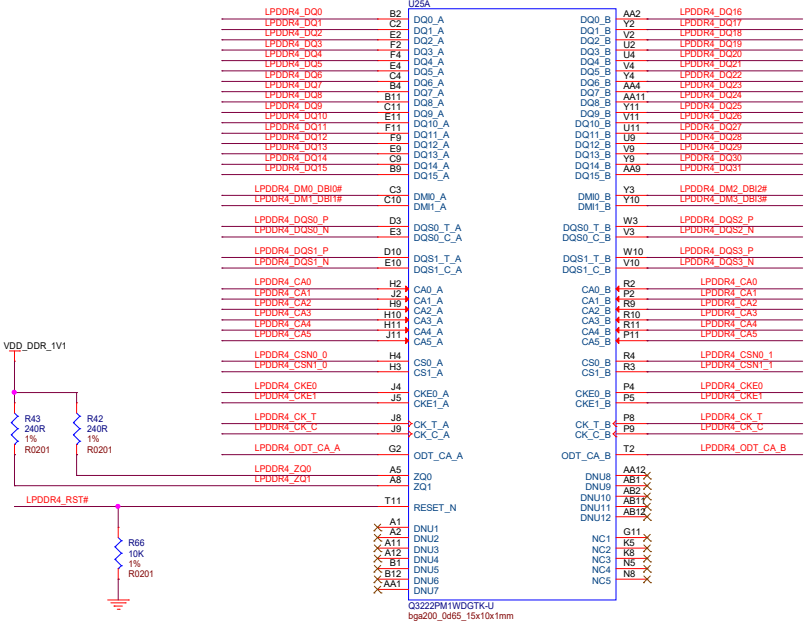 U25A
LPDDR4_DQ0 B2 DQ0_A DQ0_B AA2 LPDDR4_DQ16
LPDDR4_DQ1 C2 DQ1_A DQ1_B Y2 LPDDR4_DQ17
LPDDR4_DQ2 E2 DQ2_A DQ2_B V2 LPDDR4_DQ18
LPDDR4_DQ3 F2 DQ3_A DQ3_B U2 LPDDR4_DQ19
LPDDR4_DQ4 F4 DQ4_A DQ4_B U4 LPDDR4_DQ20
LPDDR4_DQ5 E4 DQ5_A DQ5_B V4 LPDDR4_DQ21
LPDDR4_DQ6 C4 DQ6_A DQ6_B Y4 LPDDR4_DQ22
LPDDR4_DQ7 B4 DQ7_A DQ7_B AA4 LPDDR4_DQ23
LPDDR4_DQ8 B11 DQ8_A DQ8_B AA11 LPDDR4_DQ24
LPDDR4_DQ9 C11 DQ9_A DQ9_B Y11 LPDDR4_DQ25
LPDDR4_DQ10 E11 DQ10_A DQ10_B V11 LPDDR4_DQ26
LPDDR4_DQ11 F11 DQ11_A DQ11_B U11 LPDDR4_DQ27
LPDDR4_DQ12 F9 DQ12_A DQ12_B U9 LPDDR4_DQ28
LPDDR4_DQ13 E9 DQ13_A DQ13_B V9 LPDDR4_DQ29
LPDDR4_DQ14 C9 DQ14_A DQ14_B Y9 LPDDR4_DQ30
LPDDR4_DQ15 B9 DQ15_A DQ15_B AA9 LPDDR4_DQ31
LPDDR4_DM0_DBI0# C3 DMI0_A DMI0_B Y3 LPDDR4_DM2_DBI2#
LPDDR4_DM1_DBI1# C10 DMI1_A DMI1_B Y10 LPDDR4_DM3_DBI3#
LPDDR4_DQS0_P D3 DQS0_T_A DQS0_T_B W3 LPDDR4_DQS2_P
LPDDR4_DQS0_N E3 DQS0_C_A DQS0_C_B V3 LPDDR4_DQS2_N
LPDDR4_DQS1_P D10 DQS1_T_A DQS1_T_B W10 LPDDR4_DQS3_P
LPDDR4_DQS1_N E10 DQS1_C_A DQS1_C_B V10 LPDDR4_DQS3_N
LPDDR4_CA0 H2 CA0_A CA0_B R2 LPDDR4_CA0
LPDDR4_CA1 J2 CA1_A CA1_B P2 LPDDR4_CA1
LPDDR4_CA2 H9 CA2_A CA2_B R9 LPDDR4_CA2
LPDDR4_CA3 H10 CA3_A CA3_B R10 LPDDR4_CA3
LPDDR4_CA4 H11 CA4_A CA4_B R11 LPDDR4_CA4
LPDDR4_CA5 J11 CA5_A CA5_B P11 LPDDR4_CA5
VDD_DDR_1V1
LPDDR4_CSN0_0 H4 CS0_A CS0_B R4 LPDDR4_CSN0_1
LPDDR4_CSN1_0 H3 CS1_A CS1_B R3 LPDDR4_CSN1_1
LPDDR4_CKE0 J4 CKE0_A CKE0_B P4 LPDDR4_CKE0
LPDDR4_CKE1 J5 CKE1_A CKE1_B P5 LPDDR4_CKE1
R43 R42
240R 240R
1% 1%
R0201 R0201
LPDDR4_CK_T J8 CK_T_A CK_T_B P8 LPDDR4_CK_T
LPDDR4_CK_C J9 CK_C_A CK_C_B P9 LPDDR4_CK_C
LPDDR4_ODT_CA_A G2 ODT_CA_A ODT_CA_B T2 LPDDR4_ODT_CA_B
LPDDR4_ZQ0 A5 ZQ0 DNU8 AA12
LPDDR4_ZQ1 A8 ZQ1 DNU9 AB1
DNU10 AB2
LPDDR4_RST# T11 RESET_N DNU11 AB11
DNU12 AB12
A1 DNU1
A2 DNU2 NC1 G11
A11 DNU3 NC2 K5
A12 DNU4 NC3 K8
B1 DNU5 NC4 N5
B12 DNU6 NC5 N8
AA1 DNU7
R66
10K
1%
R0201
Q3222PM1WDGTK-U
bga200_0d65_15x10x1mm